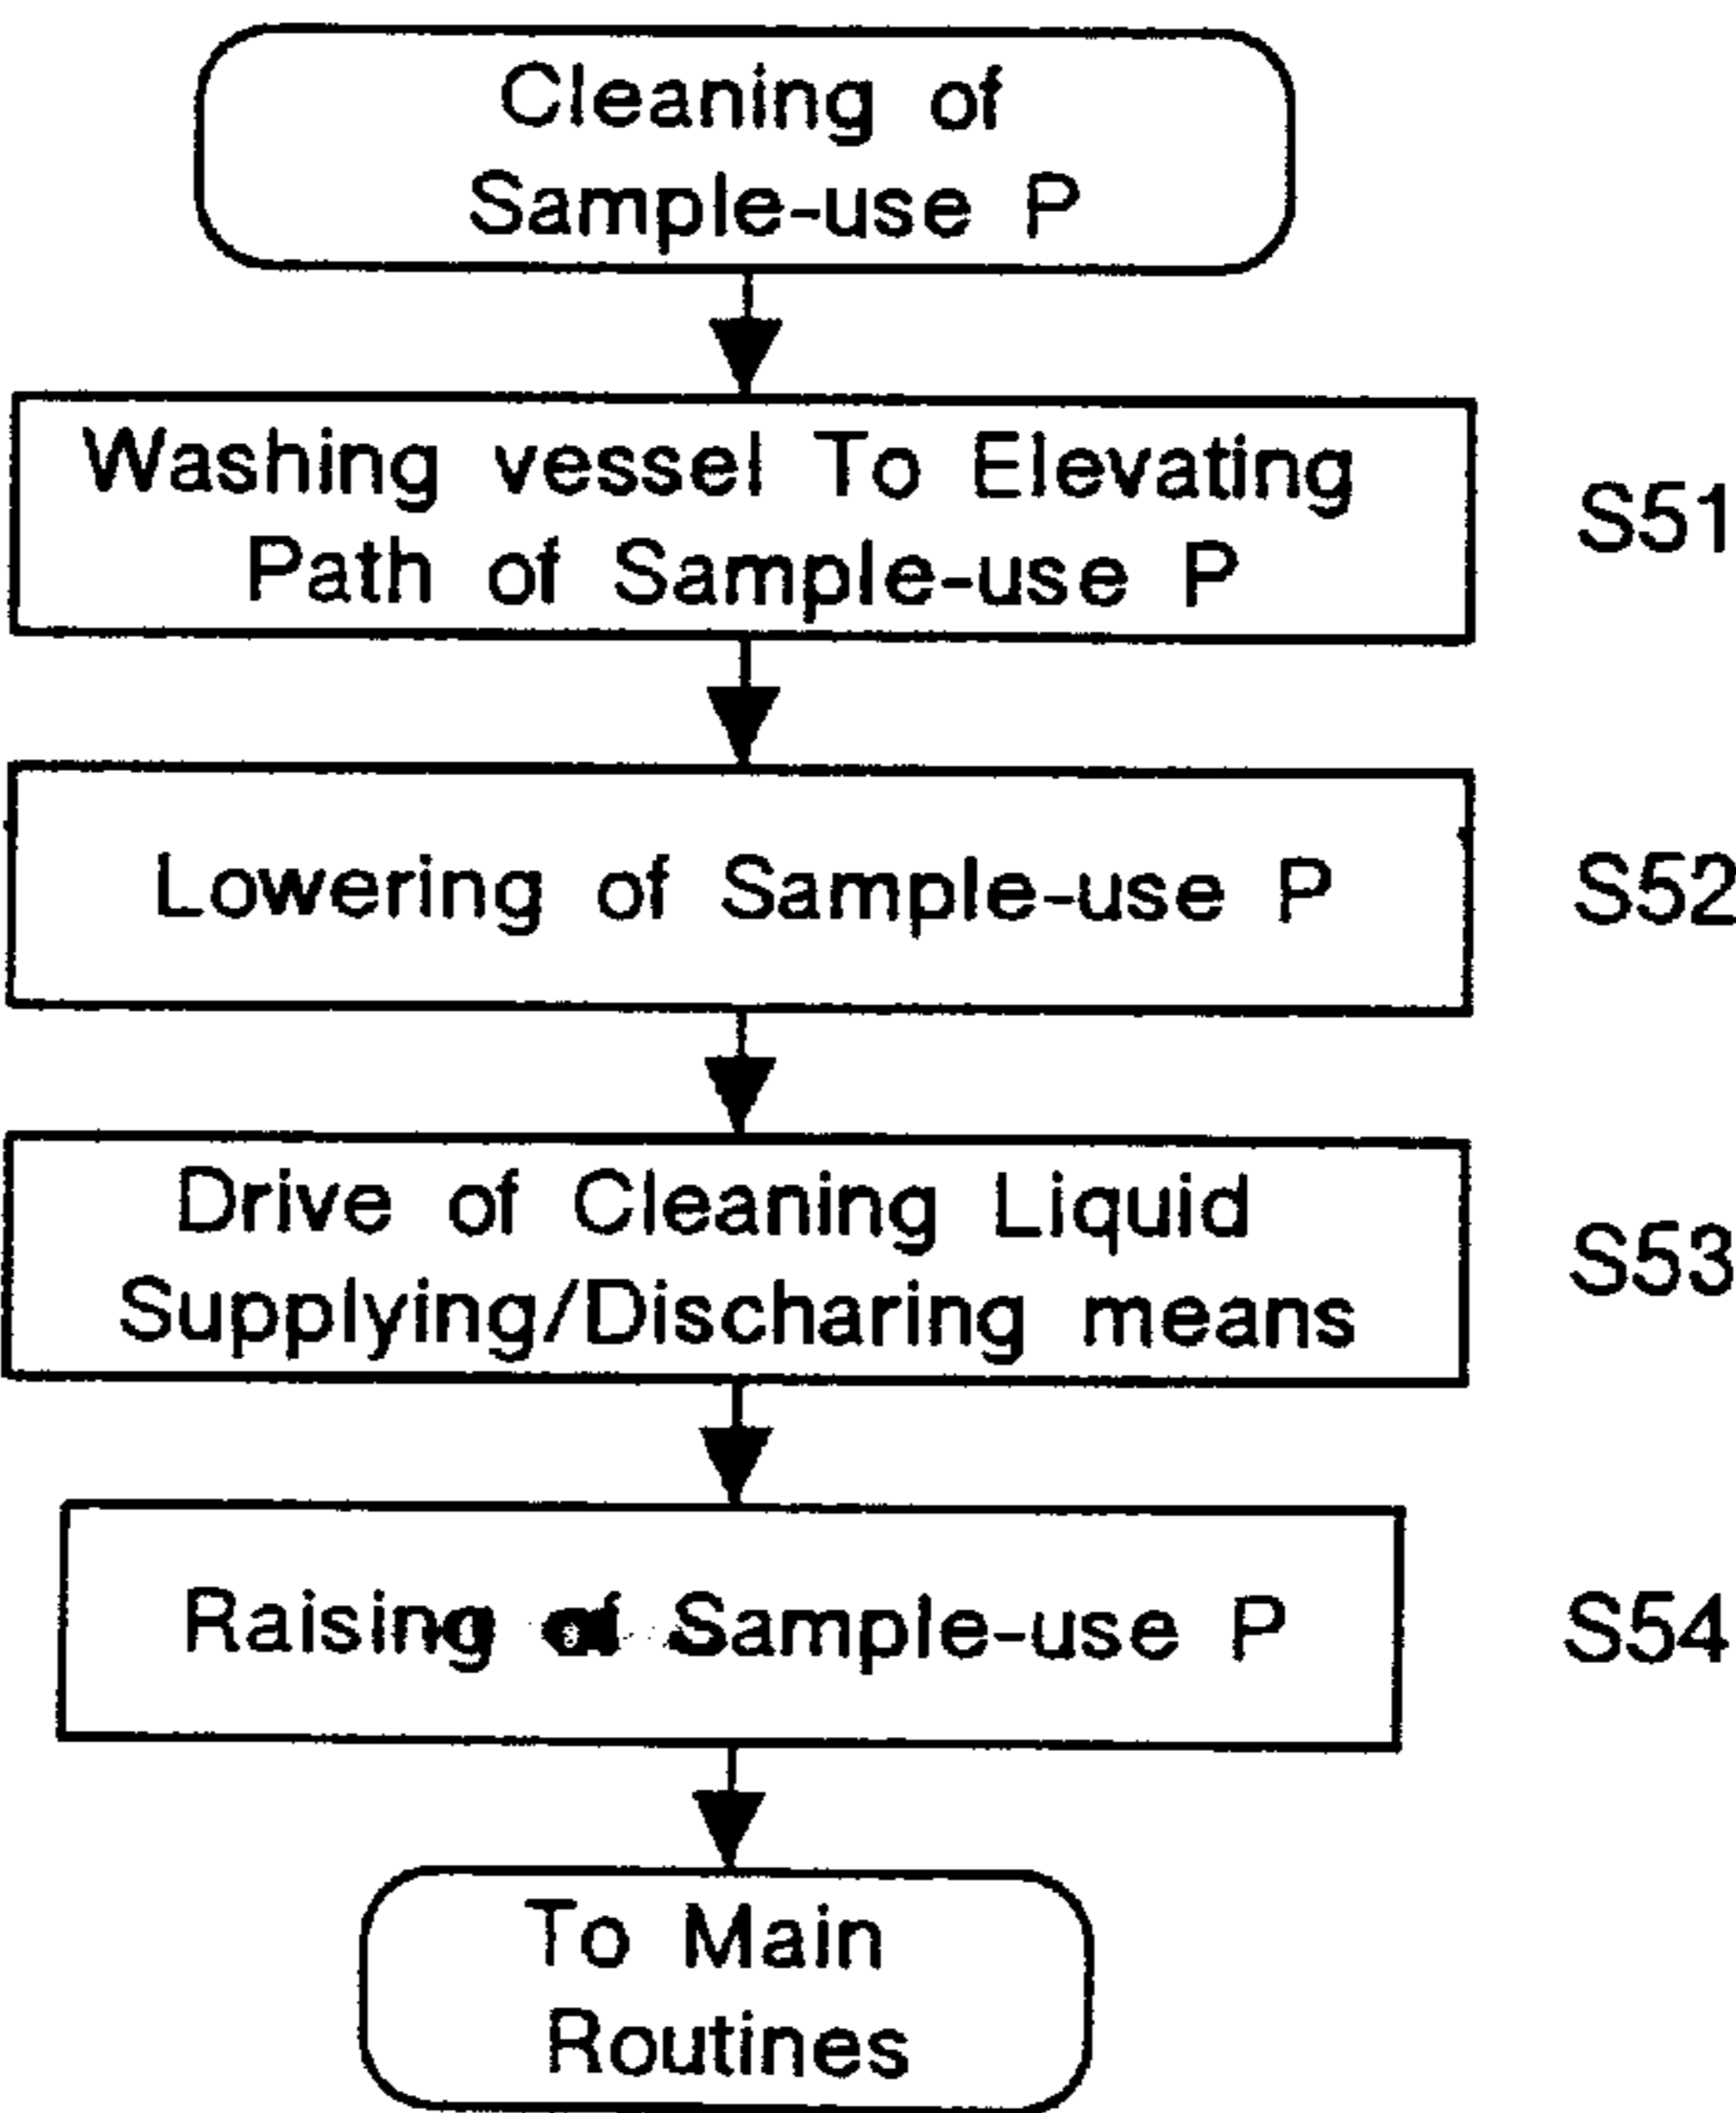 Cleaning of
Sample-use P
Washing vessel To Elevating
Path of Sample-use P
S51
Lowering of Sample-use P
S52
Drive of Cleaning Liquid
Supplying/Discharing means
S53
Raising of Sample-use P
S54
To Main
Routines